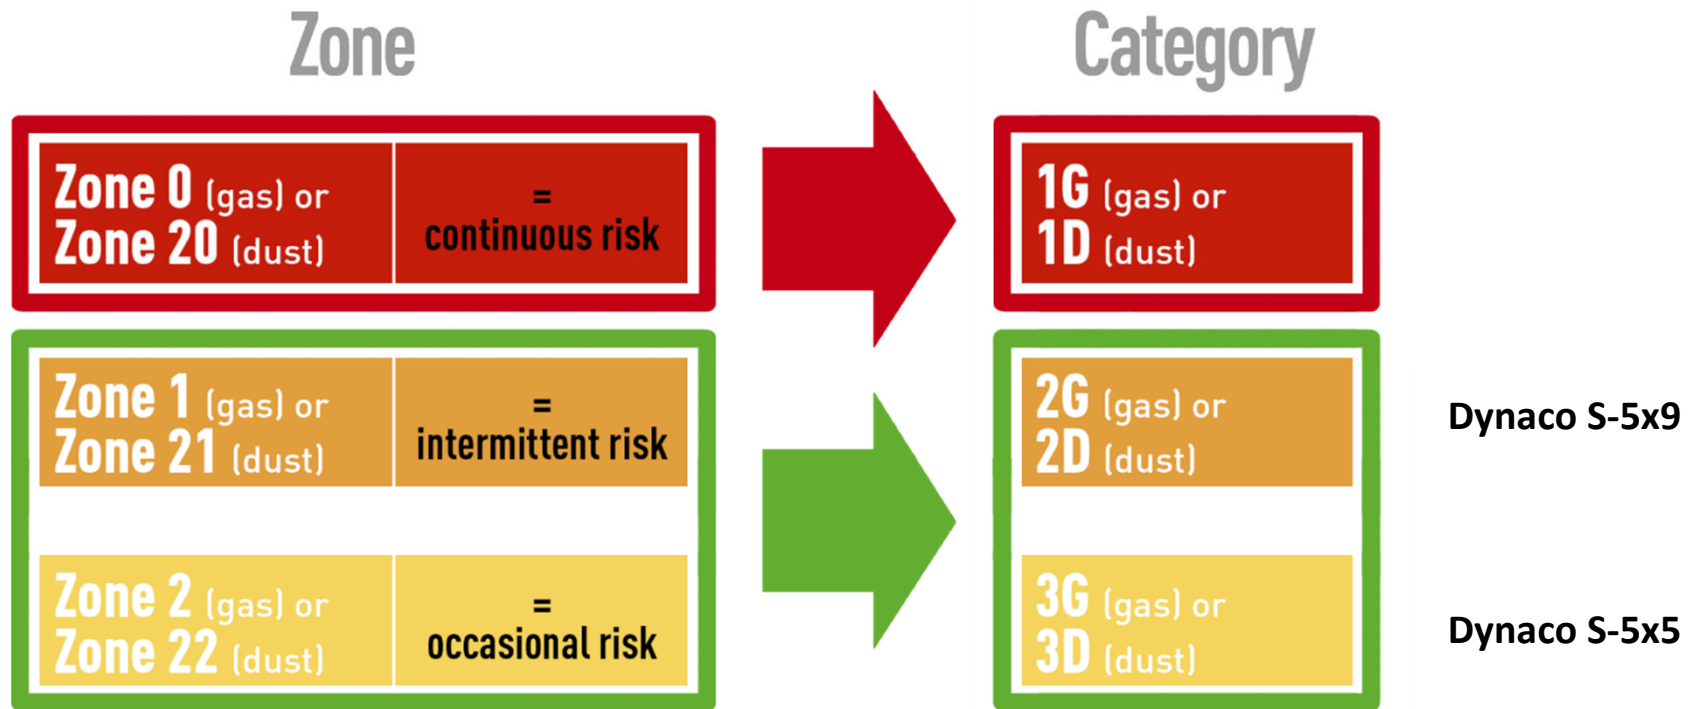 Zone
Category
Zone 0 (gas) or
Zone 20 (dust)
=
continuous risk
1G (gas) or
1D (dust)
Zone 1 (gas) or
Zone 21 (dust)
=
intermittent risk
2G (gas) or
2D (dust)
Dynaco S-5x9
Zone 2 (gas) or
Zone 22 (dust)
=
occasional risk
3G (gas) or
3D (dust)
Dynaco S-5x5